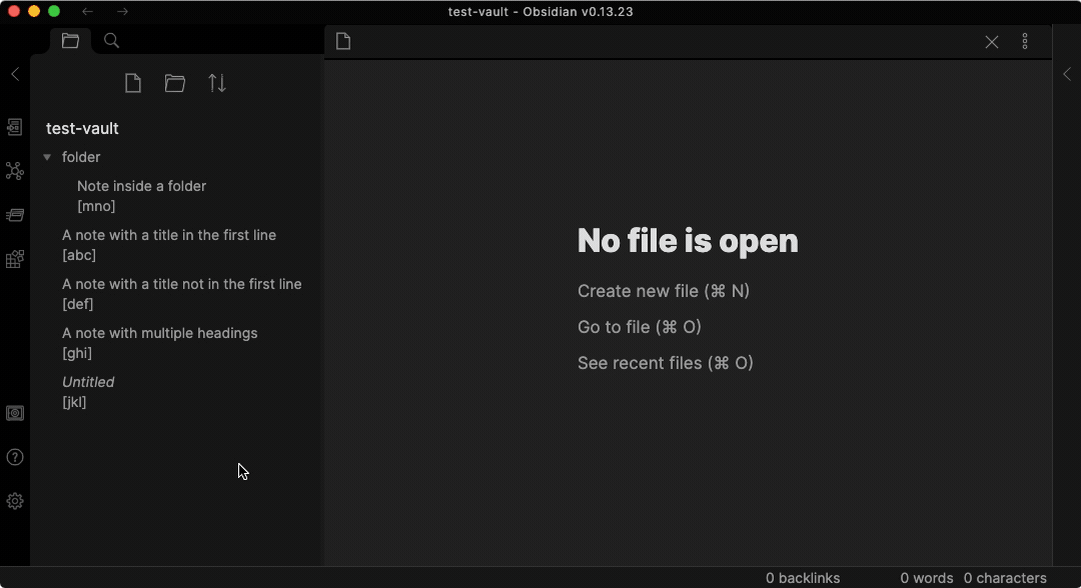 test-vault - Obsidian v0.13.23
test-vault
folder
Note inside a folder
[mno]
A note with a title in the first line
[abc]
A note with a title not in the first line
[def]
A note with multiple headings
[ghi]
Untitled
[jkl]
No file is open
Create new file (⌘ N)
Go to file (⌘ O)
See recent files (⌘ O)
0 backlinks 0 words 0 characters